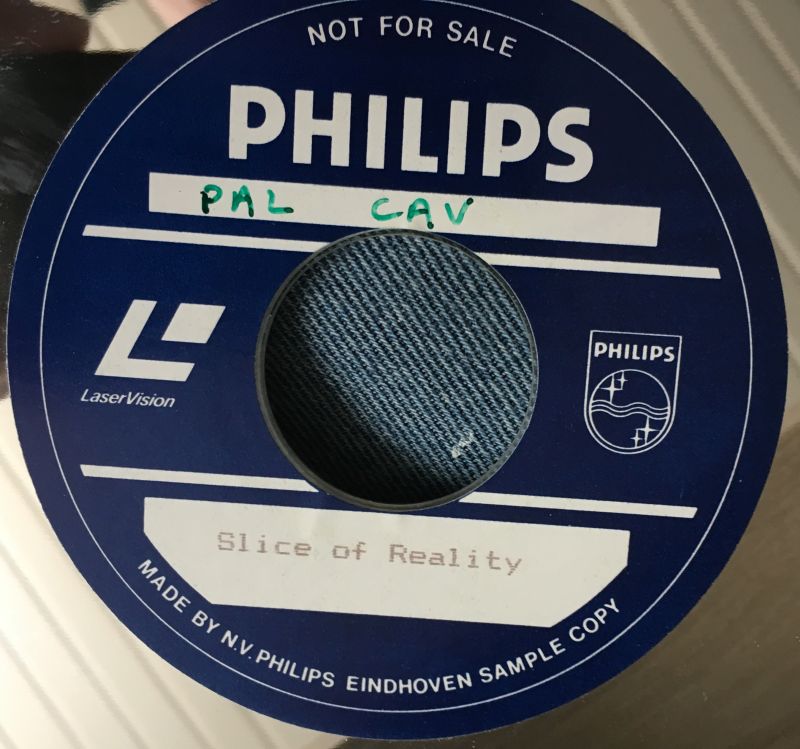 NOT FOR SALE
PHILIPS
PAL CAV
LaserVision
PHILIPS
Slice of Reality
MADE BY N.V. PHILIPS EINDHOVEN SAMPLE COPY